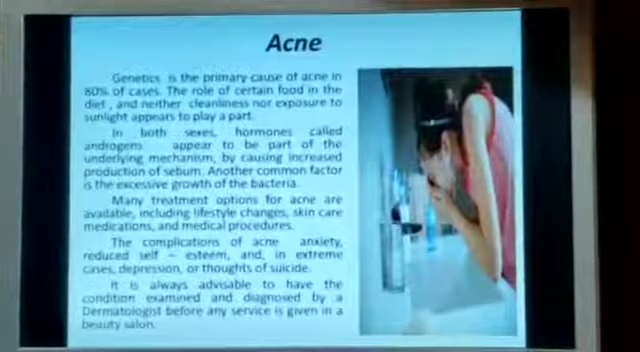 Acne
Genetics is the primary cause of acne in
80% of cases. The role of certain food in the
diet , and neither cleanliness nor exposure to
sunlight appears to play a part.
In both sexes, hormones called
androgens appear to be part of the
underlying mechanism, by causing increased
production of sebum. Another common factor
is the excessive growth of the bacteria.
Many treatment options for acne are
available, including lifestyle changes, skin care
medications, and medical procedures.
The complications of acne anxiety,
reduced self – esteem, and, in extreme
cases, depression, or thoughts of suicide.
It is always advisable to have the
condition examined and diagnosed by a
Dermatologist before any service is given in a
beauty salon.